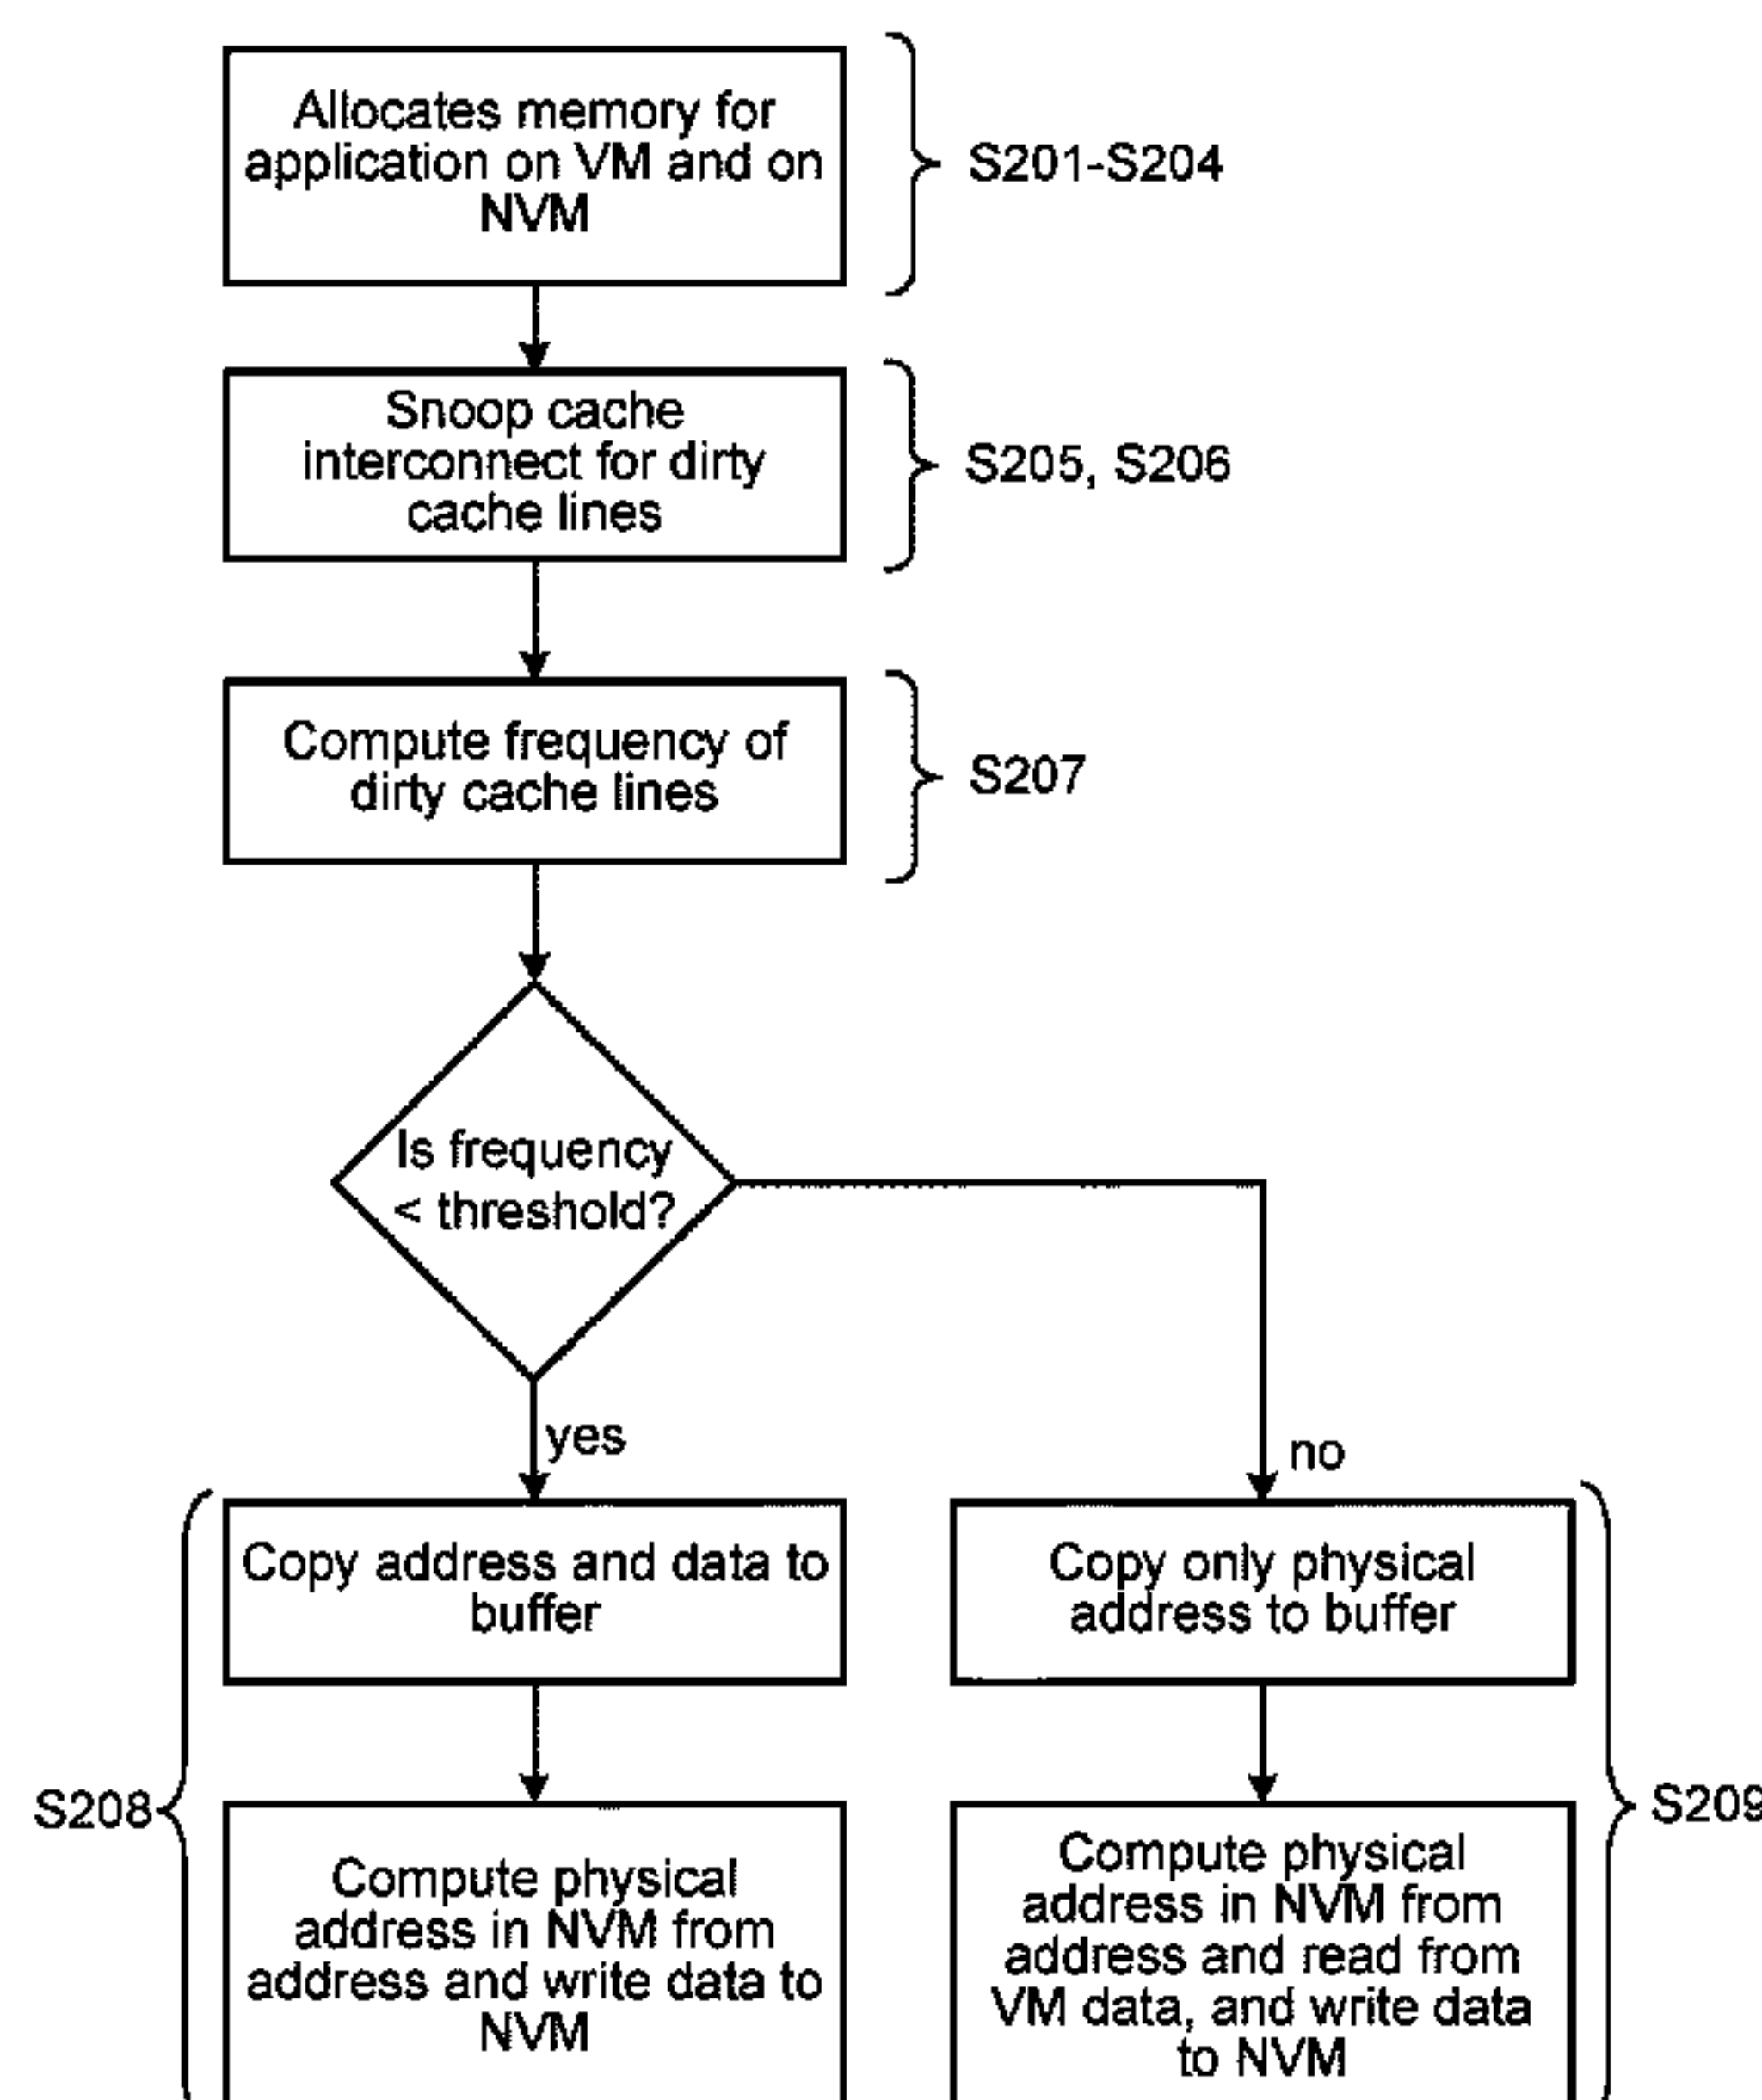 Allocates memory for
application on VM and on
NVM
S201-S204
Snoop cache
interconnect for dirty
cache lines
S205, S206
Compute frequency of
dirty cache lines
S207
Is frequency
< threshold?
yes
no
Copy address and data to
buffer
Copy only physical
address to buffer
S208
Compute physical
address in NVM from
address and write data to
NVM
Compute physical
address in NVM from
address and read from
VM data, and write data
to NVM
S209